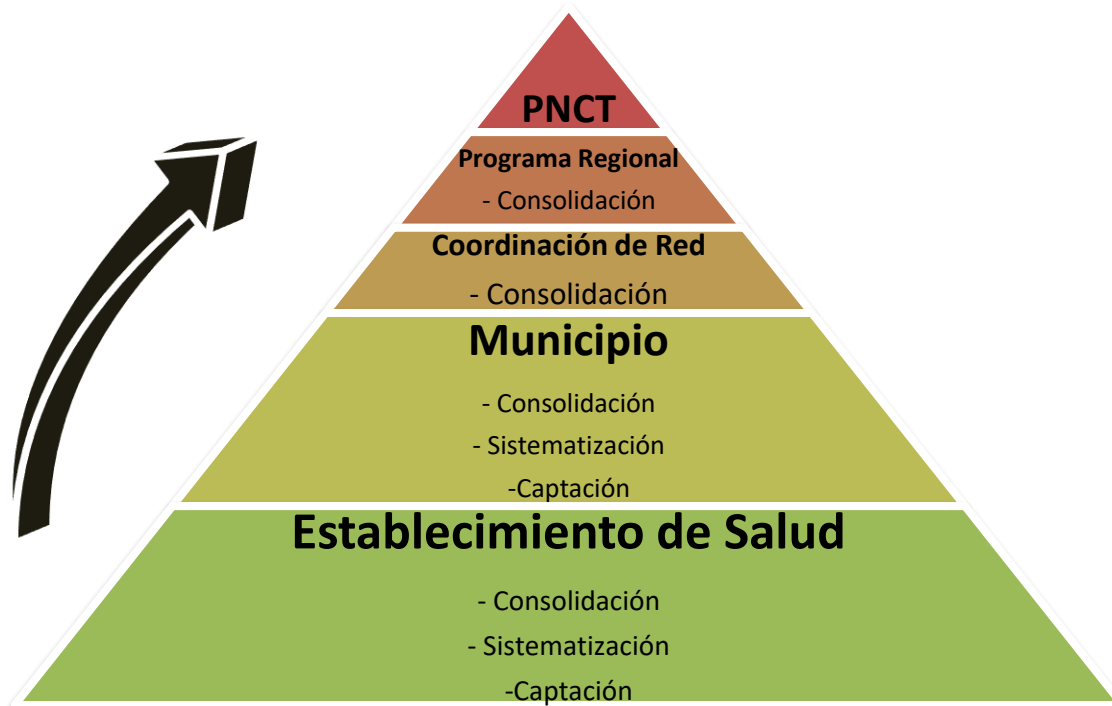 PNCT
Programa Regional
- Consolidación
Coordinación de Red
- Consolidación
Municipio
- Consolidación
- Sistematización
-Captación
Establecimiento de Salud
- Consolidación
- Sistematización
-Captación